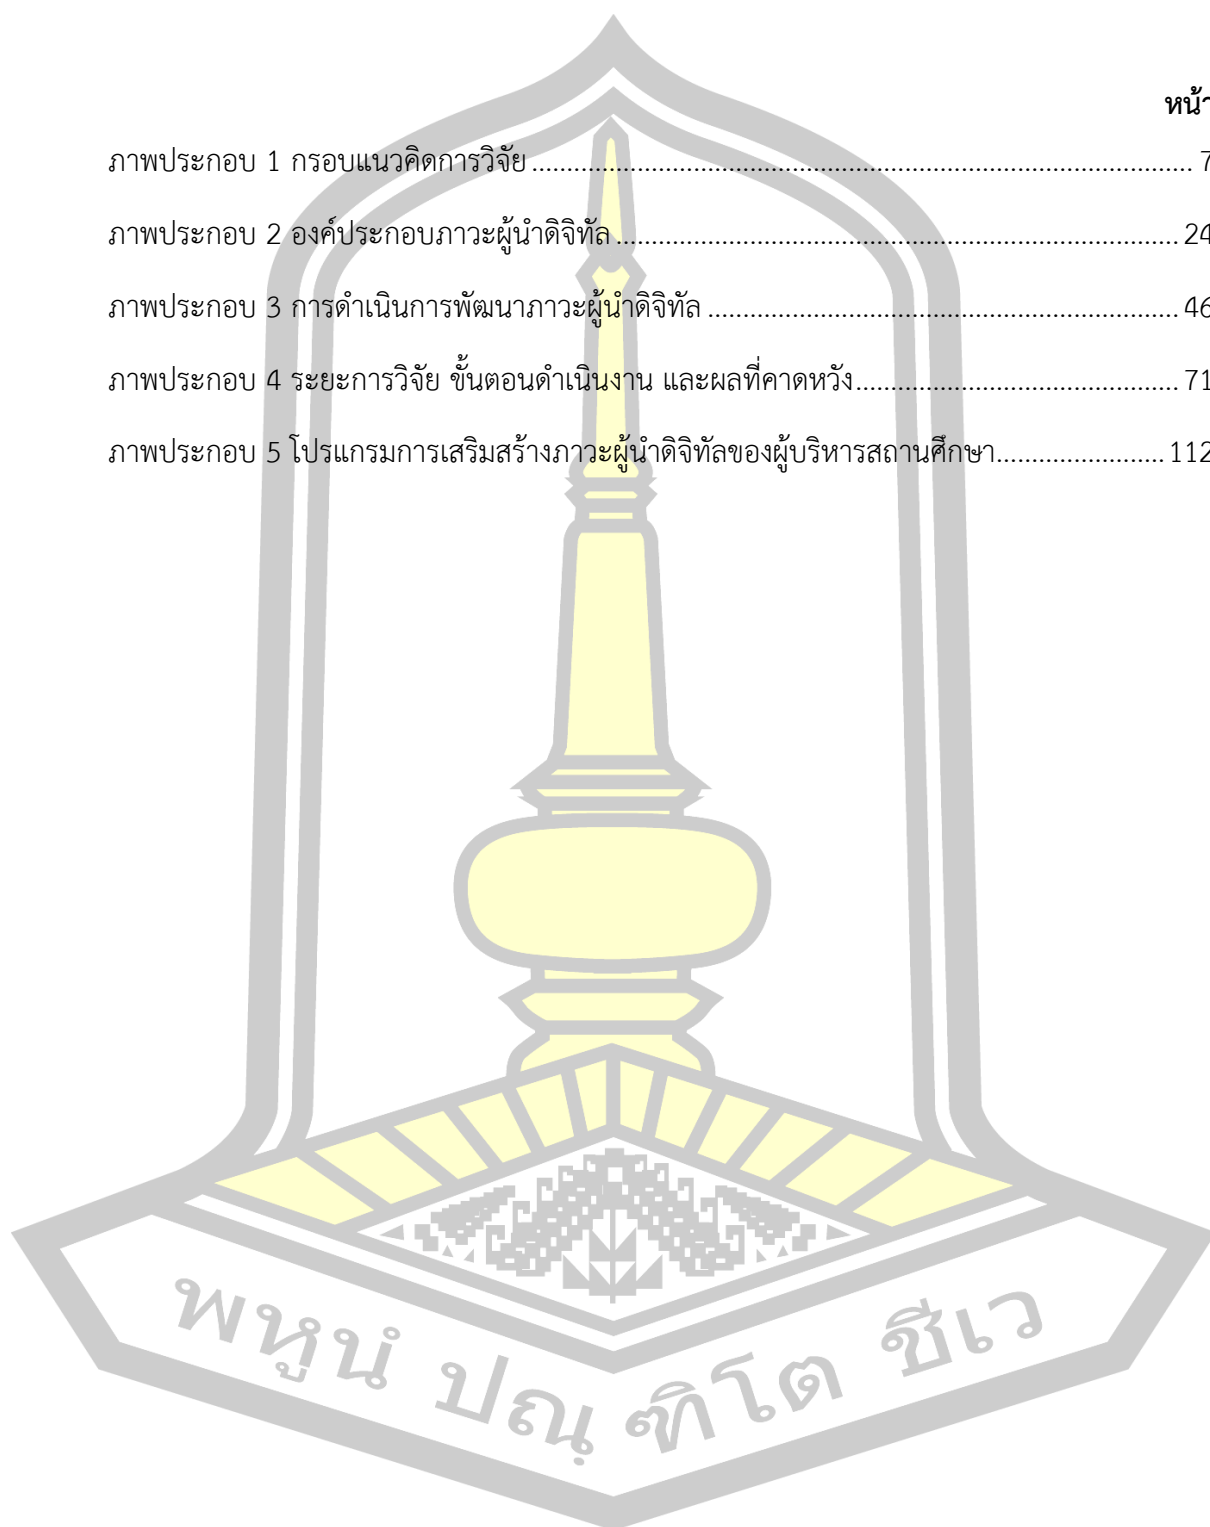 หน้า
ภาพประกอบ 1 กรอบแนวคิดการวิจัย.............................................................................................. 7
ภาพประกอบ 2 องค์ประกอบภาวะผู้นำดิจิทัล................................................................................ 24
ภาพประกอบ 3 การดำเนินการพัฒนาภาวะผู้นำดิจิทัล................................................................... 46
ภาพประกอบ 4 ระยะการวิจัย ขั้นตอนดำเนินงาน และผลที่คาดหวัง.............................................. 71
ภาพประกอบ 5 โปรแกรมการเสริมสร้างภาวะผู้นำดิจิทัลของผู้บริหารสถานศึกษา........................ 112
พหูนํ ปณฺฑิโต ชีเว